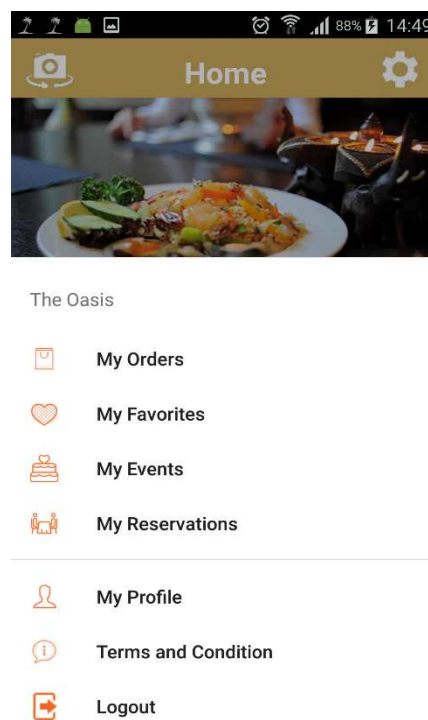 88% 14:49
Home
The Oasis
My Orders
My Favorites
My Events
My Reservations
My Profile
Terms and Condition
Logout